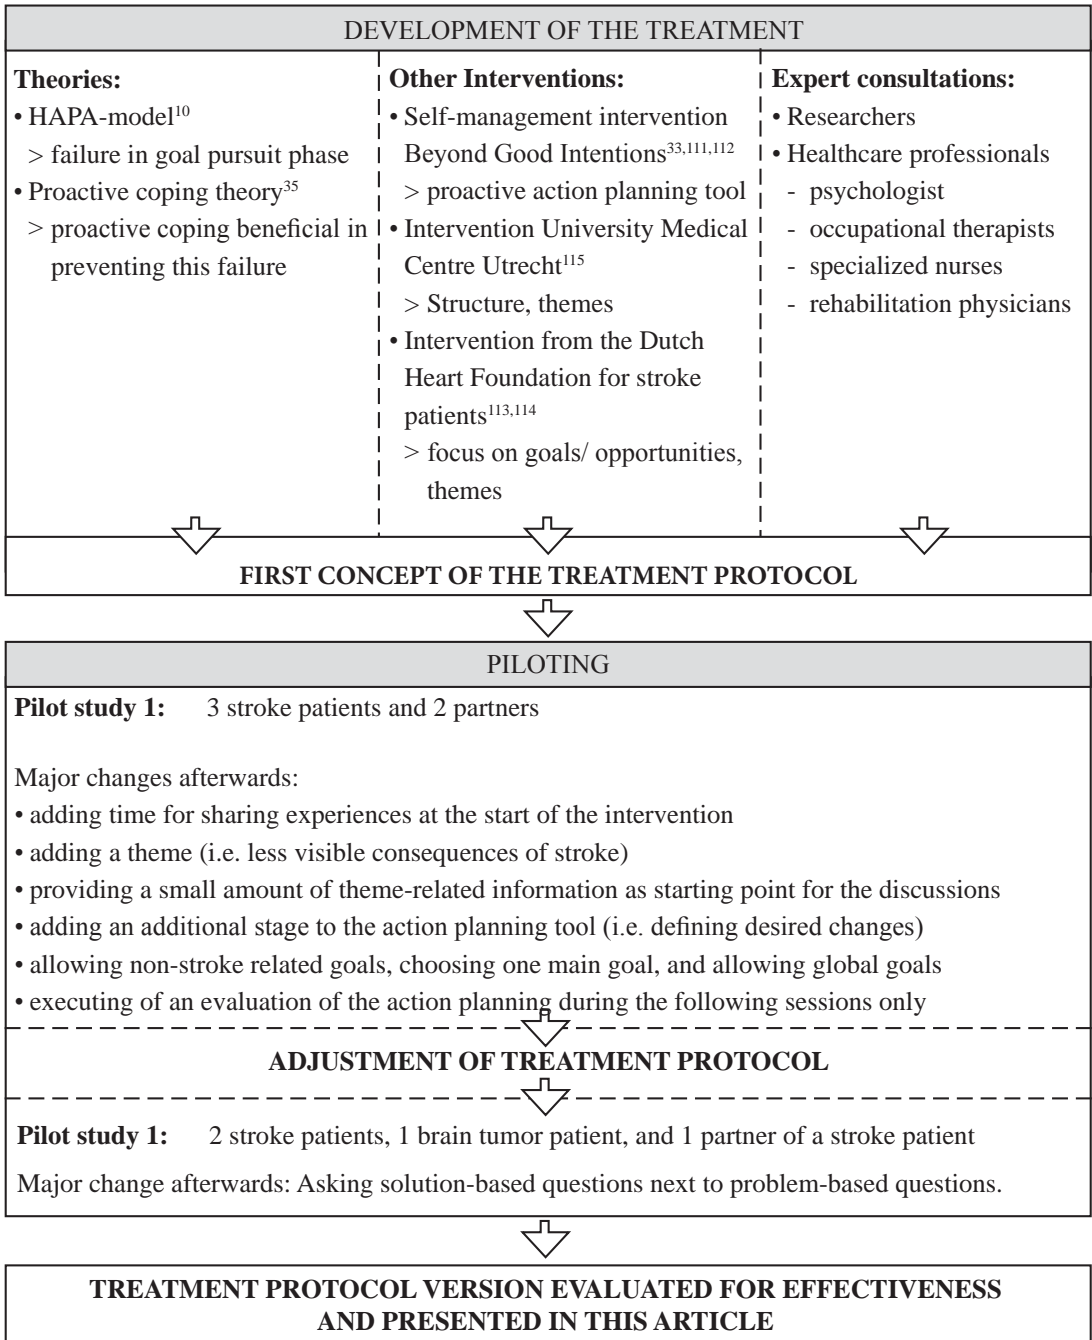 DEVELOPMENT OF THE TREATMENT
Theories:
• HAPA-model10
> failure in goal pursuit phase
• Proactive coping theory35
> proactive coping beneficial in
preventing this failure
Other Interventions:
• Self-management intervention
Beyond Good Intentions33,111,112
> proactive action planning tool
• Intervention University Medical
Centre Utrecht115
> Structure, themes
• Intervention from the Dutch
Heart Foundation for stroke
patients113,114
> focus on goals/ opportunities,
themes
Expert consultations:
• Researchers
• Healthcare professionals
- psychologist
- occupational therapists
- specialized nurses
- rehabilitation physicians
FIRST CONCEPT OF THE TREATMENT PROTOCOL
PILOTING
Pilot study 1: 3 stroke patients and 2 partners
Major changes afterwards:
• adding time for sharing experiences at the start of the intervention
• adding a theme (i.e. less visible consequences of stroke)
• providing a small amount of theme-related information as starting point for the discussions
• adding an additional stage to the action planning tool (i.e. defining desired changes)
• allowing non-stroke related goals, choosing one main goal, and allowing global goals
• executing of an evaluation of the action planning during the following sessions only
ADJUSTMENT OF TREATMENT PROTOCOL
Pilot study 1: 2 stroke patients, 1 brain tumor patient, and 1 partner of a stroke patient
Major change afterwards: Asking solution-based questions next to problem-based questions.
TREATMENT PROTOCOL VERSION EVALUATED FOR EFFECTIVENESS
AND PRESENTED IN THIS ARTICLE